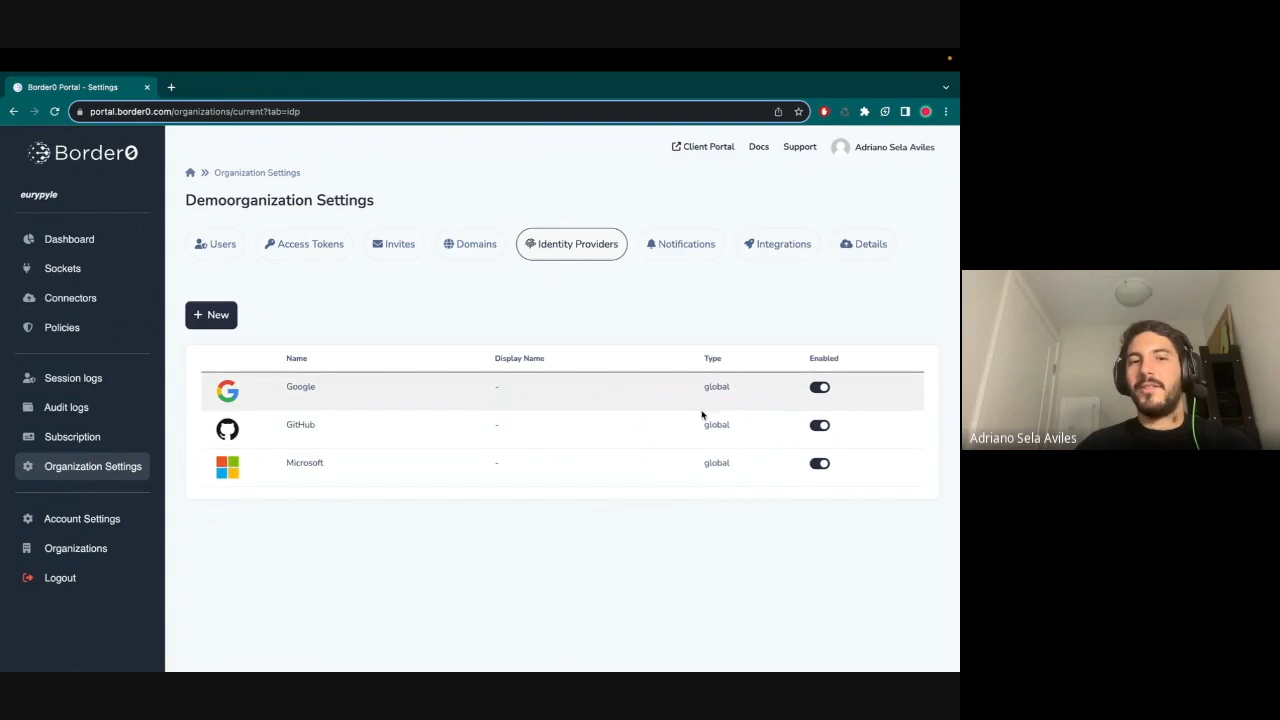 Border0 Portal - Settings
portal.border0.com/organizations/current?tab=idp
Border0
eurypyle
Dashboard
Sockets
Connectors
Policies
Session logs
Audit logs
Subscription
Organization Settings
Account Settings
Organizations
Logout
Client Portal Docs Support Adriano Sela Aviles
Organization Settings
Demoorganization Settings
Users Access Tokens Invites Domains Identity Providers Notifications Integrations Details
+ New
Name Display Name Type Enabled
Google - global
GitHub - global
Microsoft - global
Adriano Sela Aviles